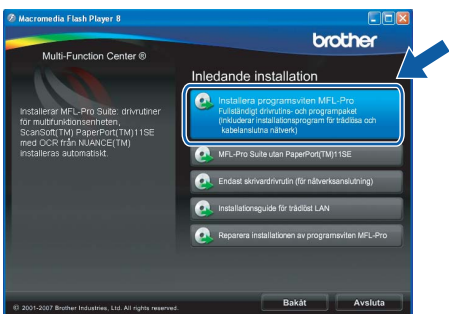 Macromedia Flash Player 8
brother
Multi-Function Center ®
Inledande installation
Installera programsviten MFL-Pro
Fullständigt drivrutins- och programpaket
(inkluderar installationsprogram för trådlösa och
kabelanslutna nätverk)
Installerar MFL-Pro Suite: drivrutiner
för multifunktionsenheten,
ScanSoft(TM) PaperPort(TM)11SE
med OCR från NUANCE(TM)
installeras automatiskt.
MFL-Pro Suite utan PaperPort(TM)11SE
Endast skrivardrivrutin (för nätverksanslutning)
Installationsguide för trådlöst LAN
Reparera installationen av programsviten MFL-Pro
© 2001-2007 Brother Industries, Ltd. All rights reserved.
Bakåt
Avsluta